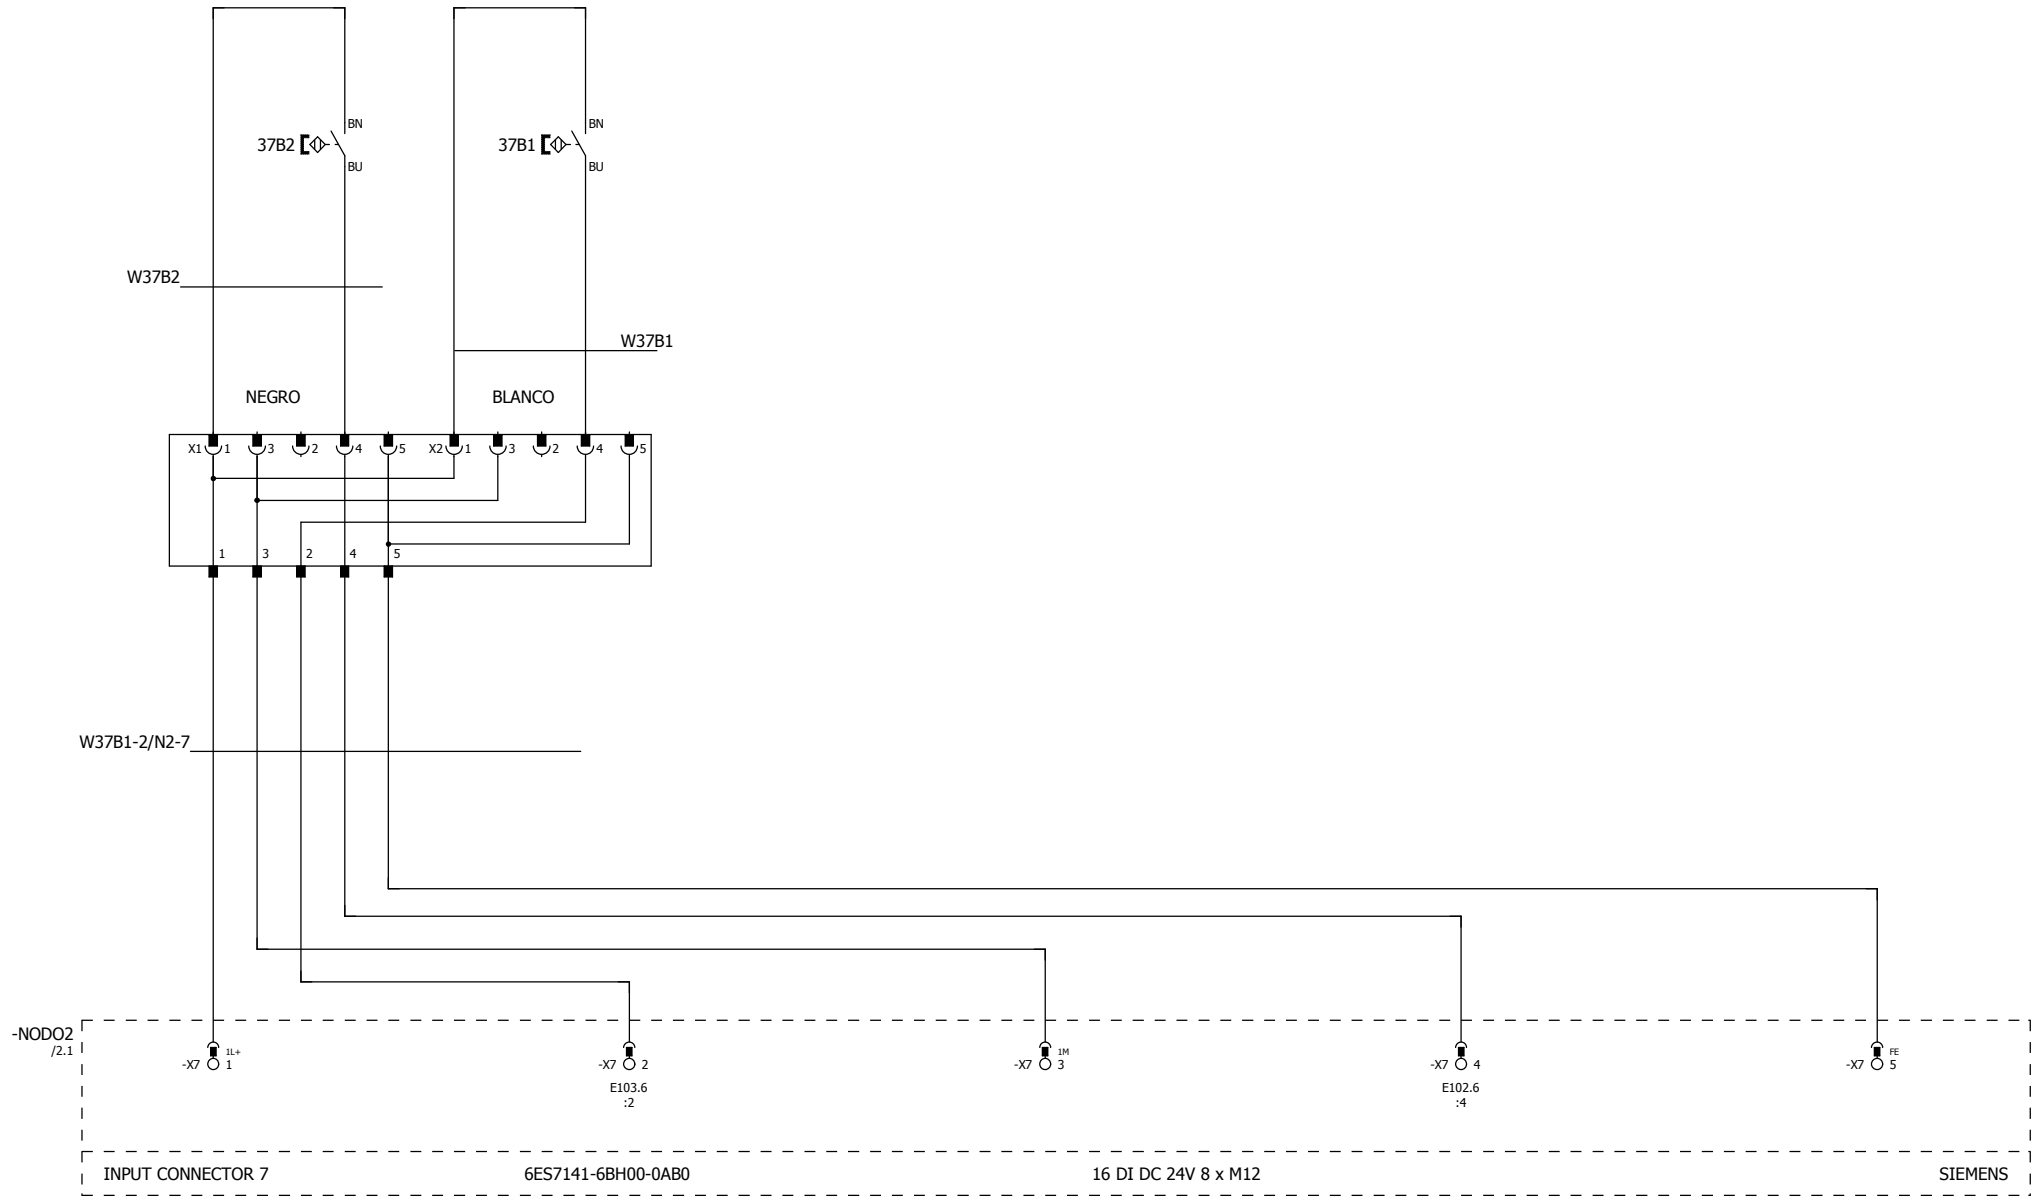 BN
BN
37B2
37B1
BU
BU
W37B2
W37B1
NEGRO
BLANCO
X1 1 3 2 4 5 X2 1 3 2 4 5
1 3 2 4 5
W37B1-2/N2-7
-NODO2
/2.1
1L+
1M
FE
-X7 1
-X7 2
-X7 3
-X7 4
-X7 5
E103.6
:2
E102.6
:4
INPUT CONNECTOR 7
6ES7141-6BH00-0AB0
16 DI DC 24V 8 x M12
SIEMENS